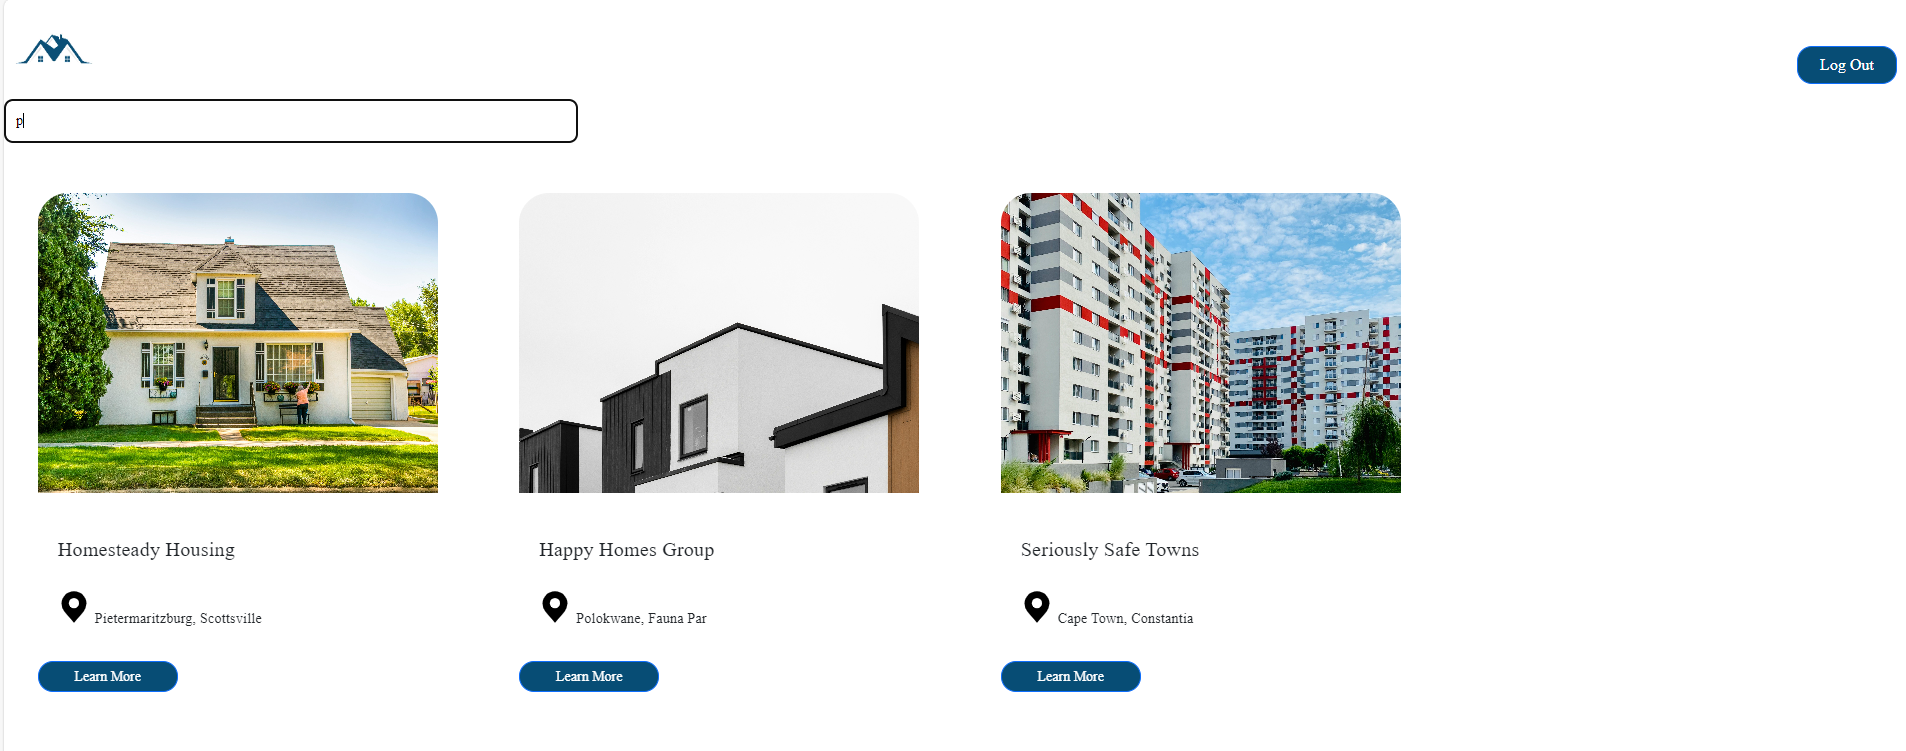 Log Out
p
Homesteady Housing
Happy Homes Group
Seriously Safe Towns
Pietermaritzburg, Scottsville
Polokwane, Fauna Par
Cape Town, Constantia
Learn More
Learn More
Learn More